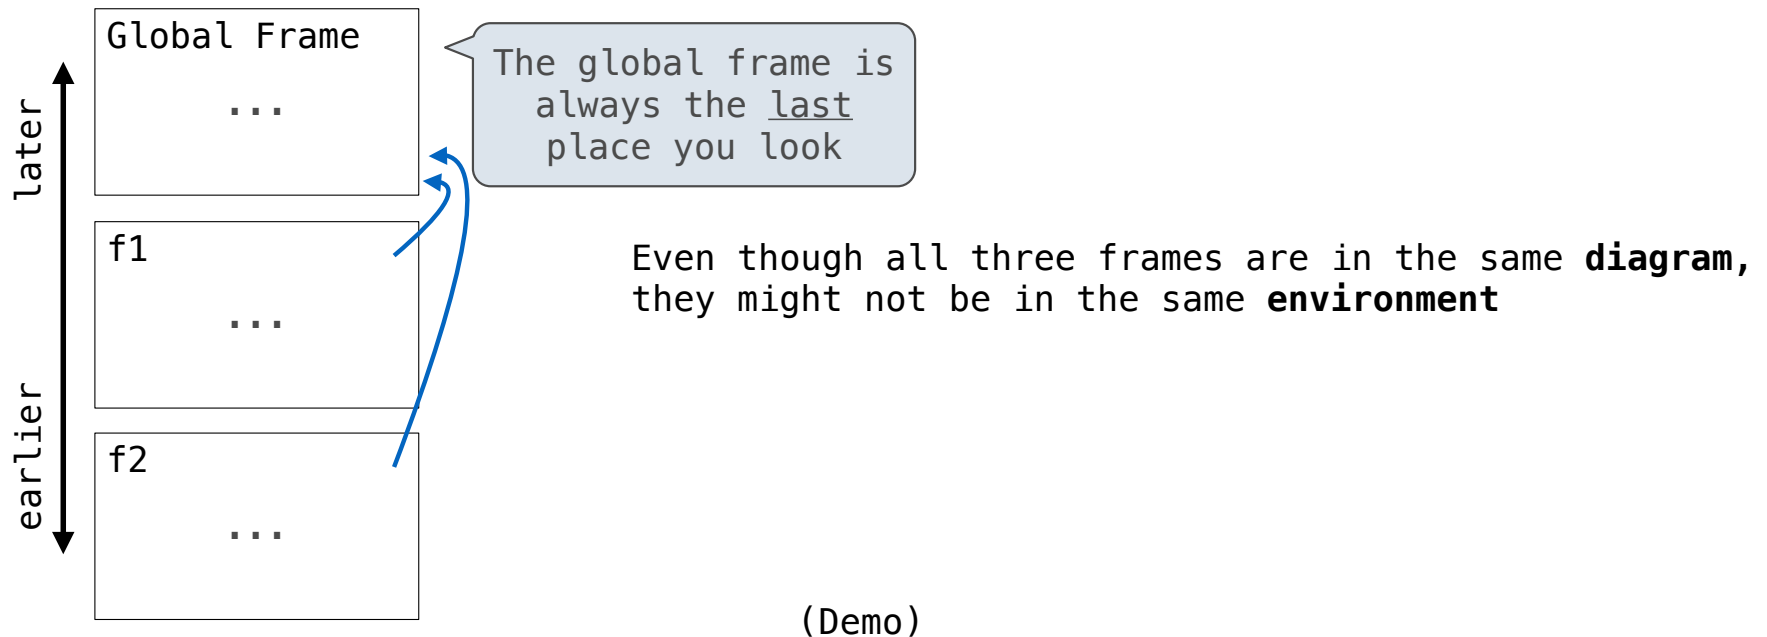 Global Frame
...
The global frame is
always the last
place you look
later
f1
...
Even though all three frames are in the same diagram,
they might not be in the same environment
earlier
f2
...
(Demo)